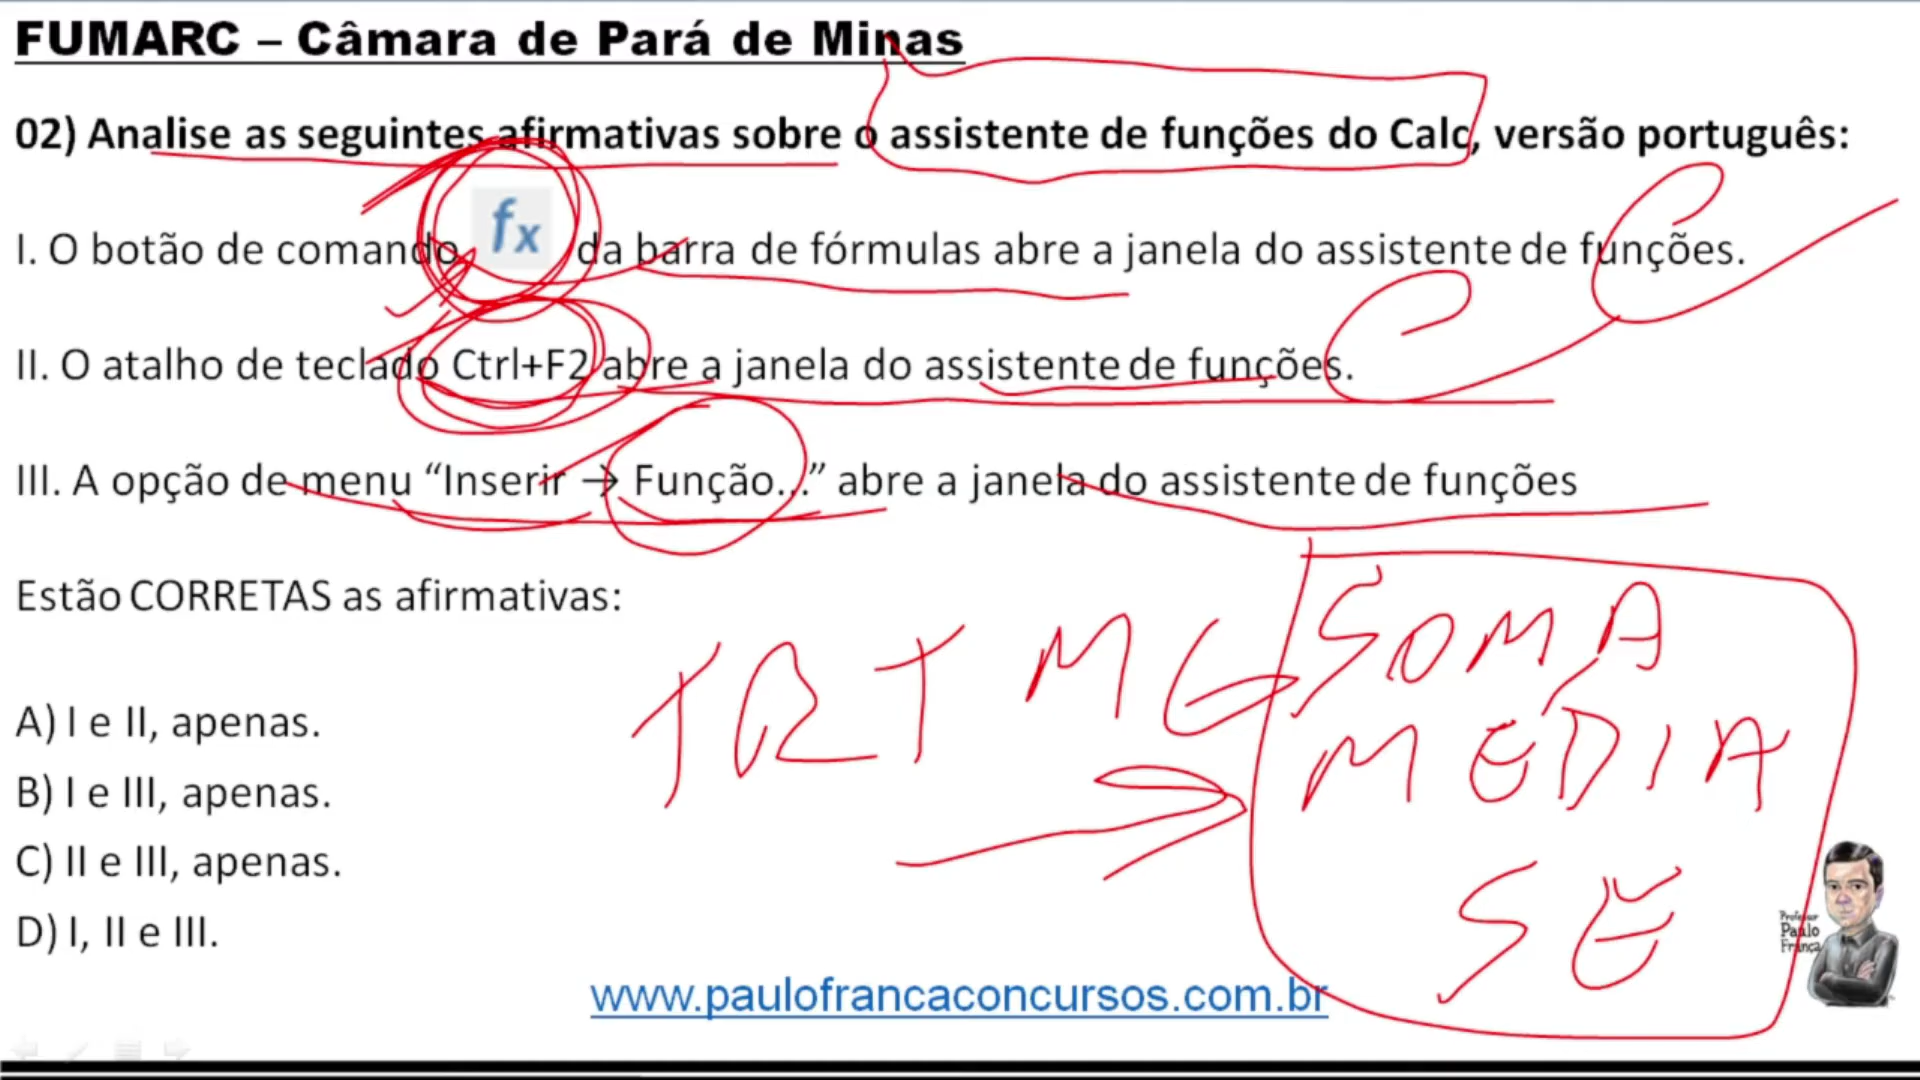 FUMARC – Câmara de Pará de Minas
02) Analise as seguintes afirmativas sobre o assistente de funções do Calc, versão português:
I. O botão de comando fx da barra de fórmulas abre a janela do assistente de funções.
C
II. O atalho de teclado Ctrl+F2 abre a janela do assistente de funções.
C
III. A opção de menu “Inserir → Função...” abre a janela do assistente de funções
Estão CORRETAS as afirmativas:
TRT MG
SOMA
MÉDIA
SE
A) I e II, apenas.
B) I e III, apenas.
C) II e III, apenas.
D) I, II e III.
Professor
Paulo
França
www.paulofrancaconcursos.com.br